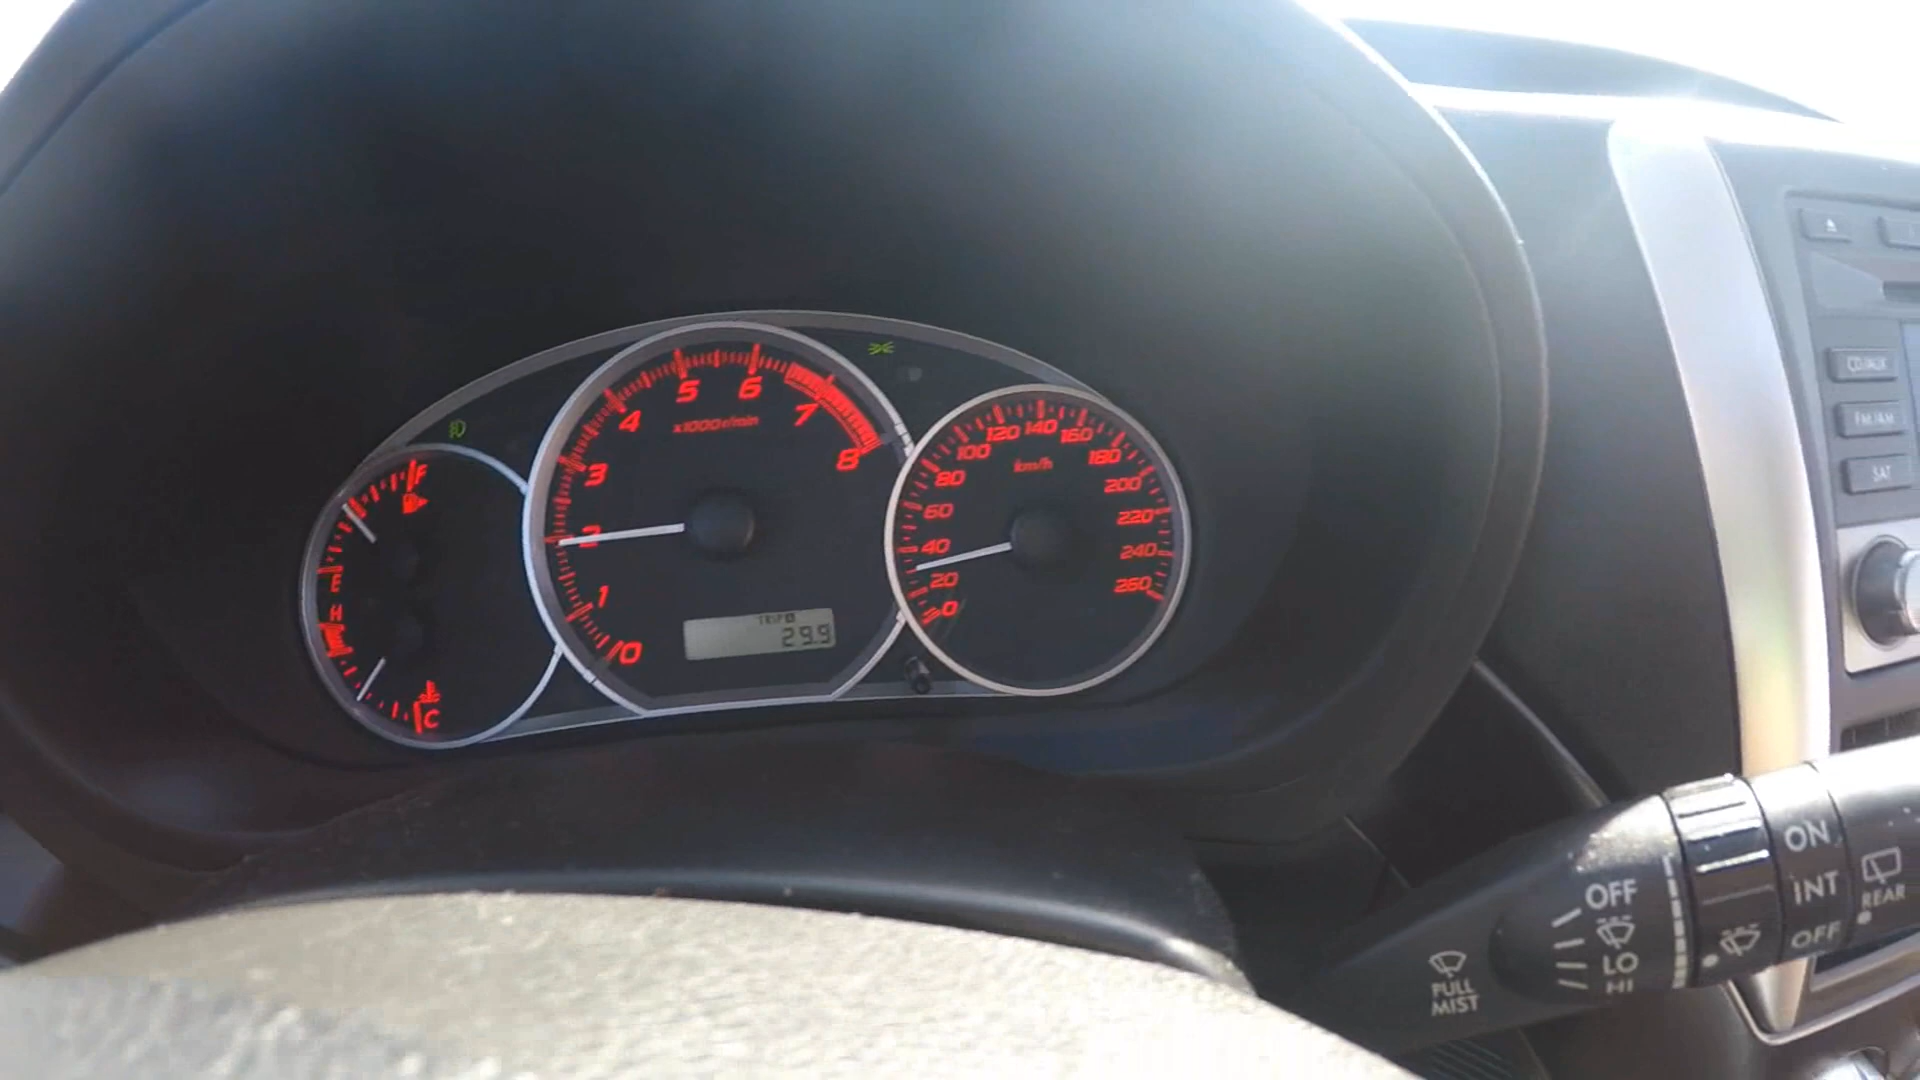 F
E
H
C
0
1
2
3
4
5
6
7
8
x1000r/min
TRIP
29.9
0
20
40
60
80
100
120
140
160
180
200
220
240
260
km/h
CD/AUX
FM/AM
SAT
PULL
MIST
OFF
LO
HI
ON
INT
OFF
REAR